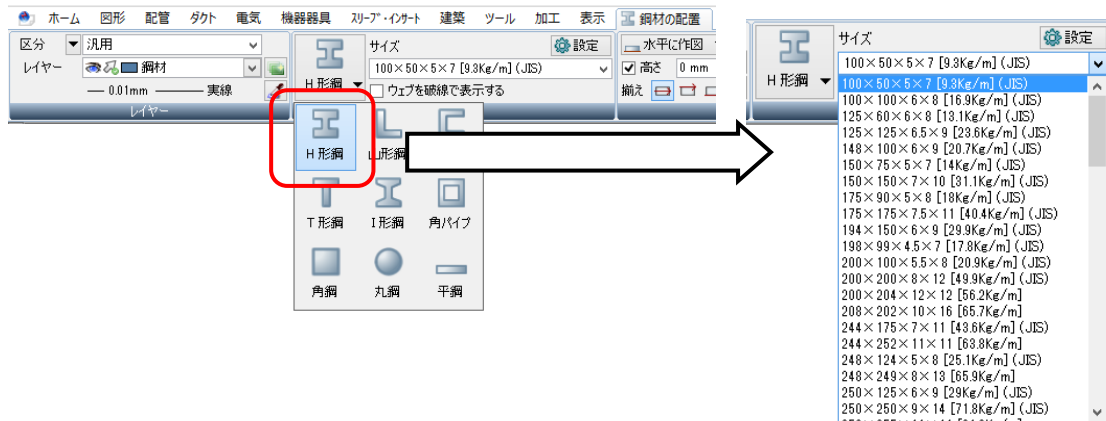 ホーム 図形 配管 ダクト 電気 機器器具 スリーブ・インサート 建築 ツール 加工 表示 鋼材の配置
区分 汎用
レイヤー 鋼材
0.01mm 実線
レイヤー
H 形鋼
サイズ 設定
100×50×5×7 [9.3Kg/m] (JIS)
ウェブを破線で表示する
水平に作図
高さ 0 mm
揃え
H 形鋼 山形鋼
T 形鋼 I 形鋼 角パイプ
角鋼 丸鋼 平鋼
H 形鋼
サイズ 設定
100×50×5×7 [9.3Kg/m] (JIS)
100×50×5×7 [9.3Kg/m] (JIS)
100×100×6×8 [16.9Kg/m] (JIS)
125×60×6×8 [13.1Kg/m] (JIS)
125×125×6.5×9 [23.6Kg/m] (JIS)
148×100×6×9 [20.7Kg/m] (JIS)
150×75×5×7 [14Kg/m] (JIS)
150×150×7×10 [31.1Kg/m] (JIS)
175×90×5×8 [18Kg/m] (JIS)
175×175×7.5×11 [40.4Kg/m] (JIS)
194×150×6×9 [29.9Kg/m] (JIS)
198×99×4.5×7 [17.8Kg/m] (JIS)
200×100×5.5×8 [20.9Kg/m] (JIS)
200×200×8×12 [49.9Kg/m] (JIS)
200×204×12×12 [56.2Kg/m]
208×202×10×16 [65.7Kg/m]
244×175×7×11 [43.6Kg/m] (JIS)
244×252×11×11 [63.8Kg/m]
248×124×5×8 [25.1Kg/m] (JIS)
248×249×8×13 [65.9Kg/m]
250×125×6×9 [29Kg/m] (JIS)
250×250×9×14 [71.8Kg/m] (JIS)